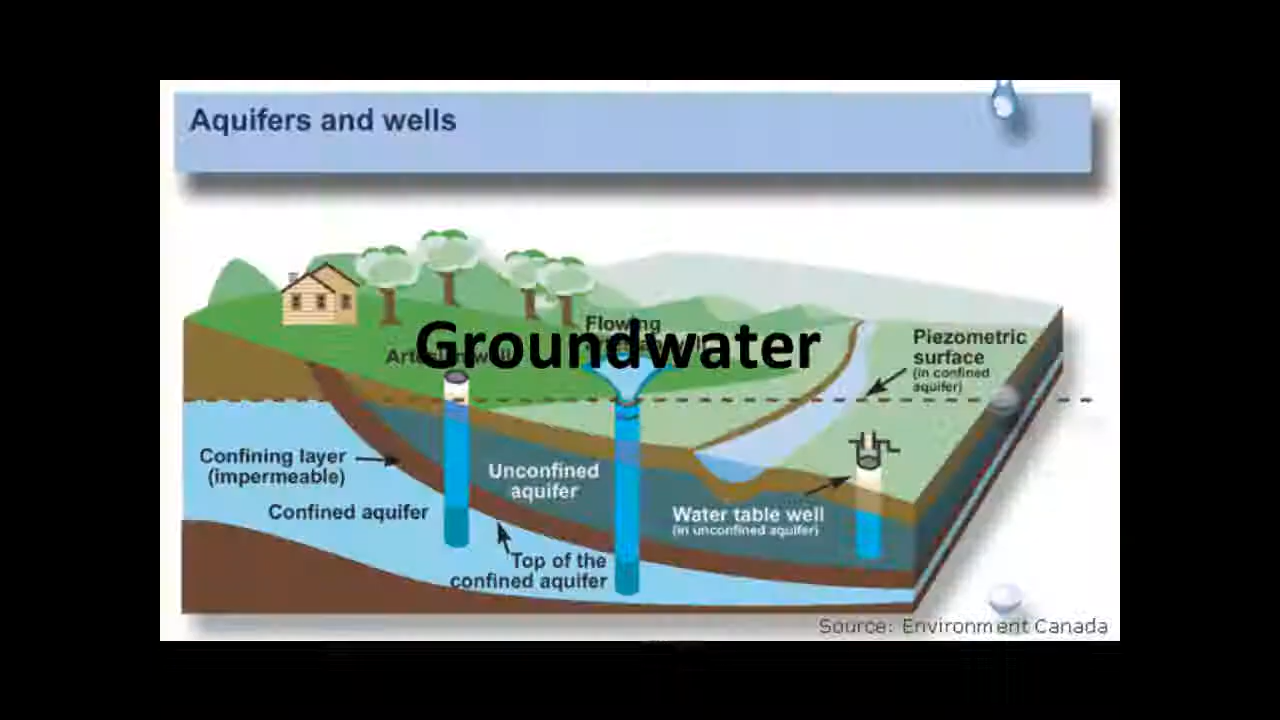 Aquifers and wells
Flowing
Groundwater
Piezometric
surface
(in confined
aquifer)
Confining layer
(impermeable)
Unconfined
aquifer
Confined aquifer
Water table well
(in unconfined aquifer)
Top of the
confined aquifer
Source: Environment Canada